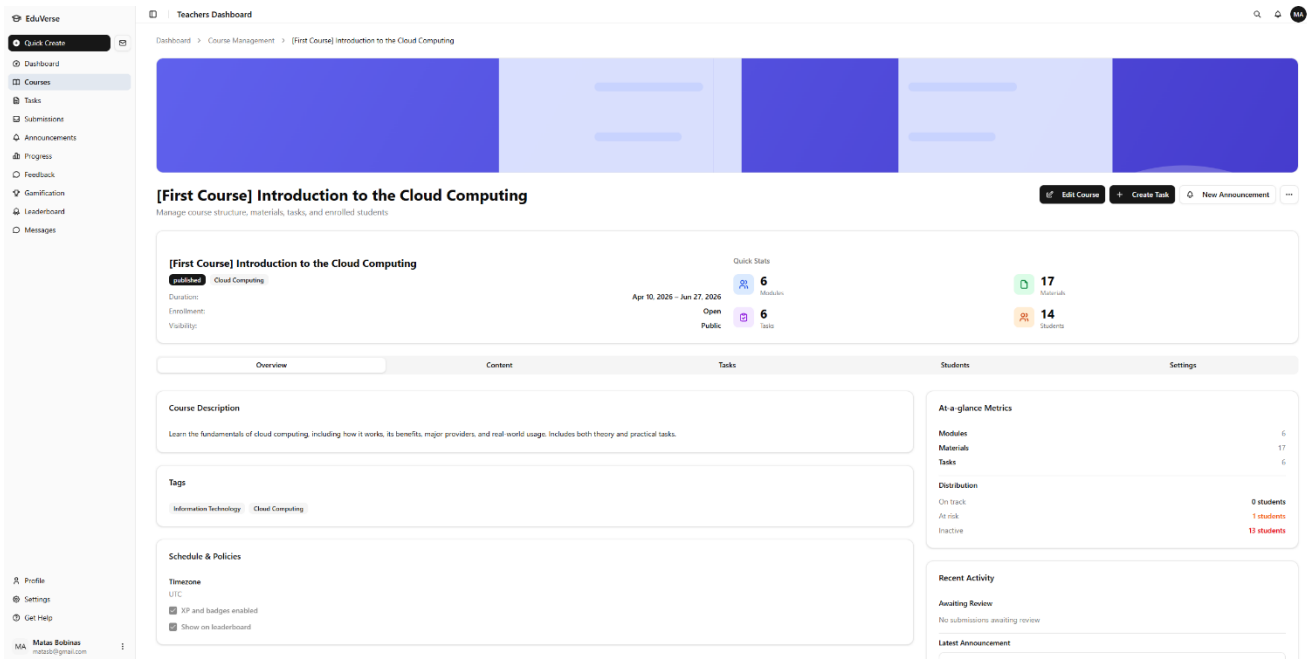 EduVerse
Teachers Dashboard
MA
Quick Create
Dashboard
Courses
Tasks
Submissions
Announcements
Progress
Feedback
Gamification
Leaderboard
Messages
Profile
Settings
Get Help
MA
Matas Bobinas
matasb@gmail.com
Dashboard > Course Management > [First Course] Introduction to the Cloud Computing
[First Course] Introduction to the Cloud Computing
Manage course structure, materials, tasks, and enrolled students
Edit Course
+ Create Task
New Announcement
...
[First Course] Introduction to the Cloud Computing
published Cloud Computing
Duration: Apr 10, 2026 – Jun 27, 2026
Enrollment: Open
Visibility: Public
Quick Stats
6
Modules
17
Materials
6
Tasks
14
Students
Overview Content Tasks Students Settings
Course Description
Learn the fundamentals of cloud computing, including how it works, its benefits, major providers, and real-world usage. Includes both theory and practical tasks.
Tags
Information Technology Cloud Computing
Schedule & Policies
Timezone
UTC
XP and badges enabled
Show on leaderboard
At-a-glance Metrics
Modules 6
Materials 17
Tasks 6
Distribution
On track 0 students
At risk 1 students
Inactive 13 students
Recent Activity
Awaiting Review
No submissions awaiting review
Latest Announcement